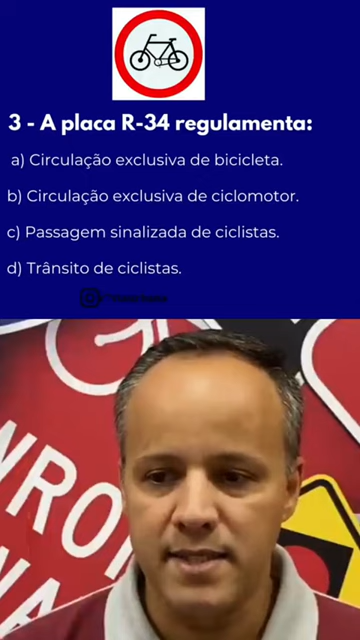 3 - A placa R-34 regulamenta:
a) Circulação exclusiva de bicicleta.
b) Circulação exclusiva de ciclomotor.
c) Passagem sinalizada de ciclistas.
d) Trânsito de ciclistas.
WRO